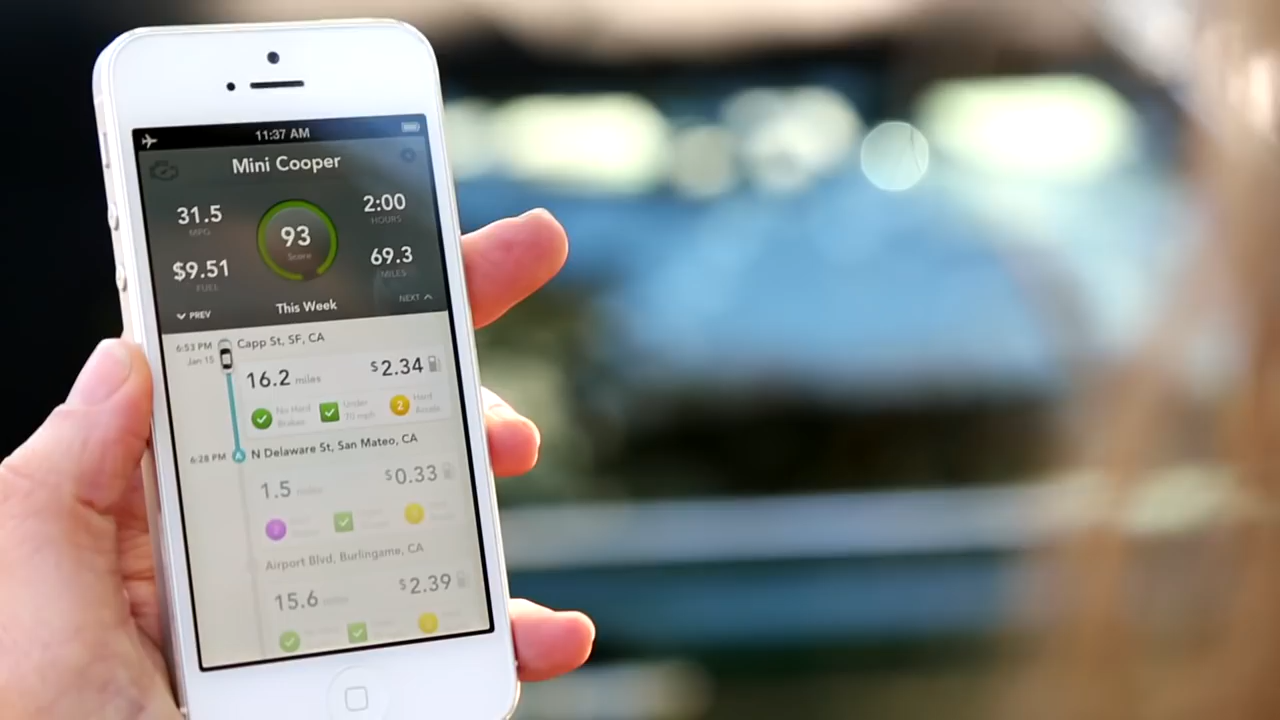 11:37 AM
Mini Cooper
31.5
MPG
2:00
HOURS
93
Score
$9.51
FUEL
69.3
MILES
PREV
This Week
NEXT
6:53 PM
Jan 15
Capp St, SF, CA
16.2 miles
$2.34
No Hard
Brakes
Under
70 mph
2
Hard
Accels
6:28 PM
N Delaware St, San Mateo, CA
1.5 miles
$0.33
Airport Blvd, Burlingame, CA
15.6 miles
$2.39